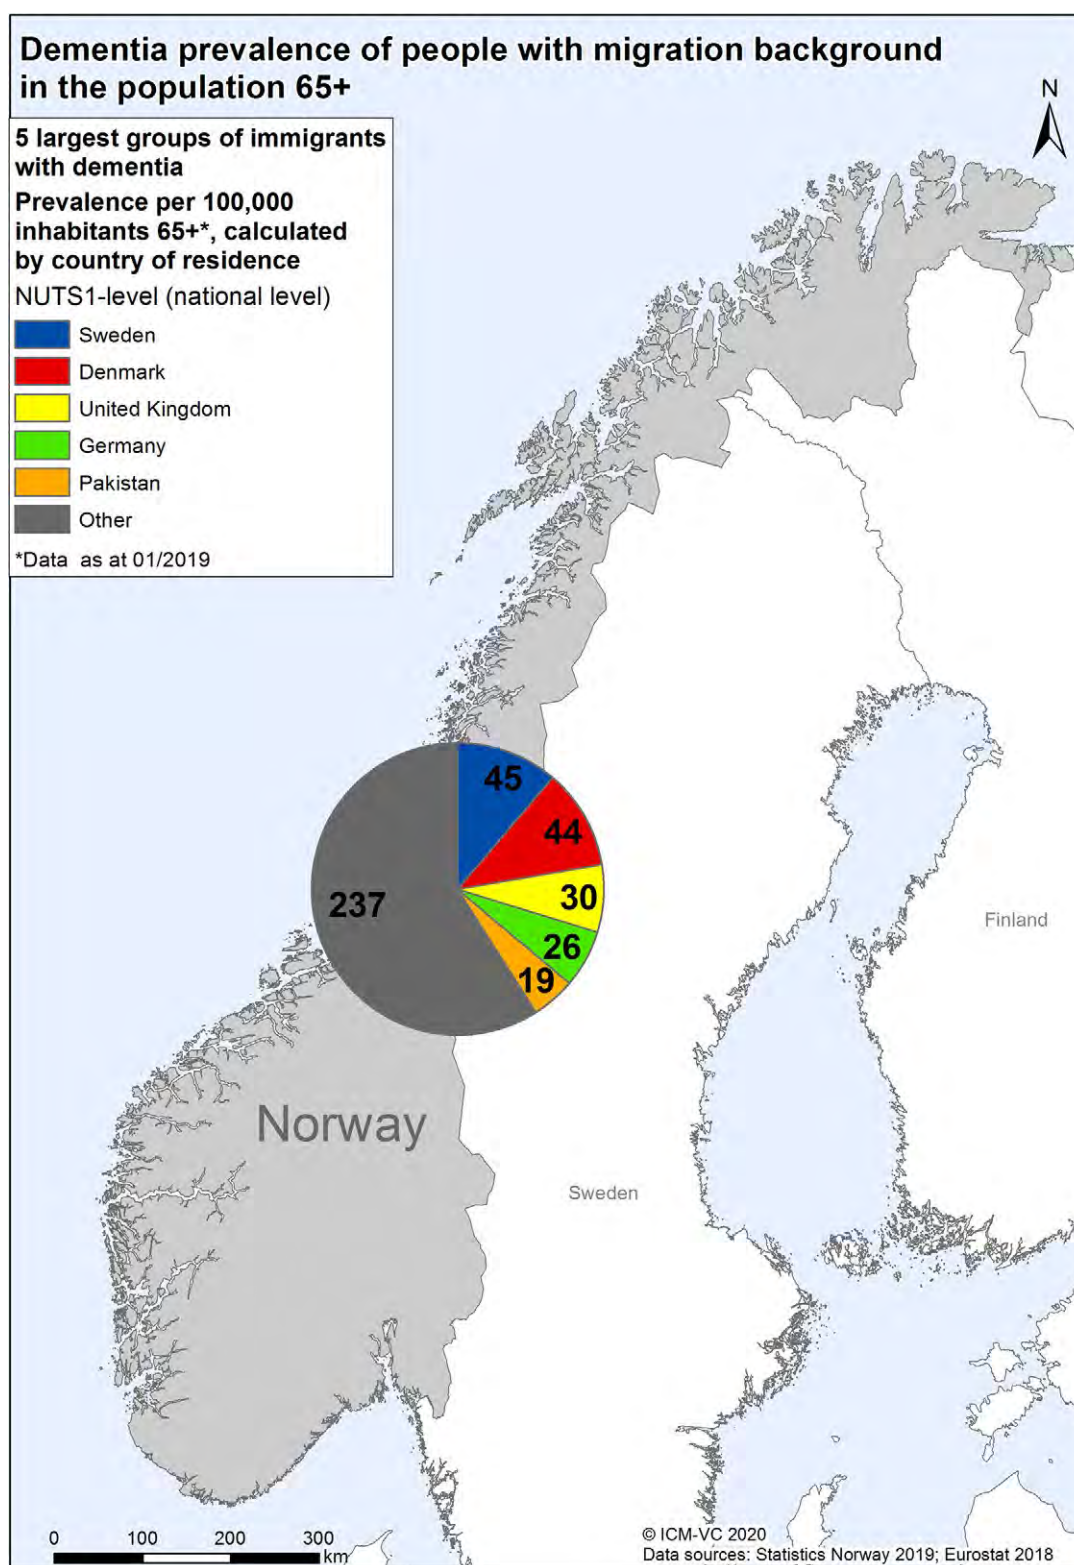 Dementia prevalence of people with migration background
in the population 65+
N
5 largest groups of immigrants
with dementia
Prevalence per 100,000
inhabitants 65+*, calculated
by country of residence
NUTS1-level (national level)
Sweden
Denmark
United Kingdom
Germany
Pakistan
Other
*Data as at 01/2019
45
44
237
30
26
19
Finland
Norway
Sweden
0 100 200 300
km
© ICM-VC 2020
Data sources: Statistics Norway 2019; Eurostat 2018